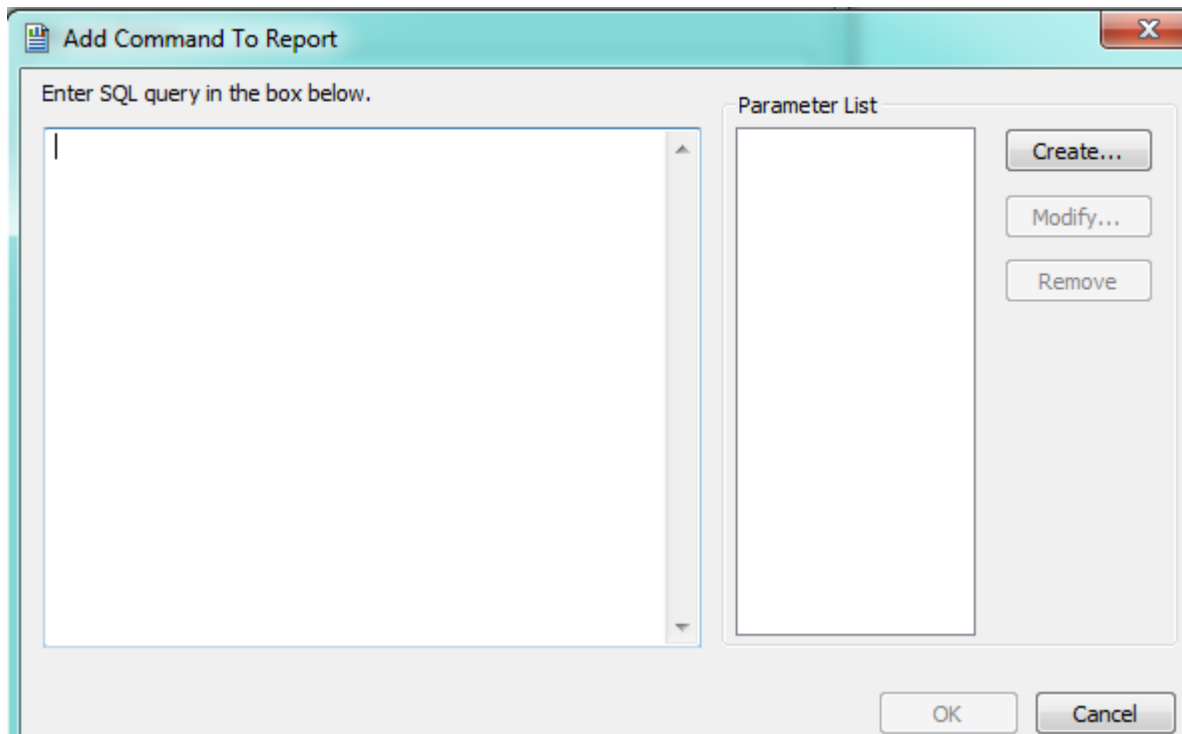 Add Command To Report
Enter SQL query in the box below.
Parameter List
Create...
Modify...
Remove
OK
Cancel